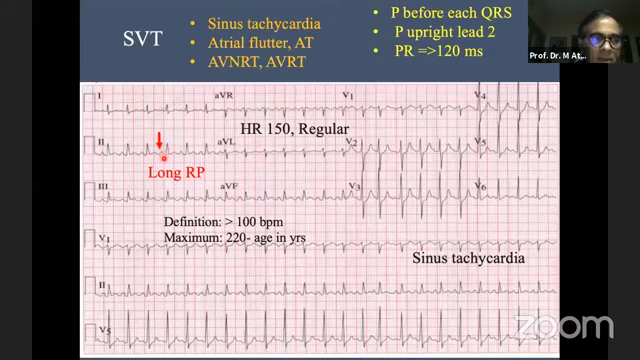 SVT
• Sinus tachycardia
• Atrial flutter, AT
• AVNRT, AVRT
• P before each QRS
• P upright lead 2
• PR =>120 ms
Prof. Dr. M At,...
I
aVR
V1
V4
HR 150, Regular
II
aVL
V2
V5
Long RP
III
aVF
V3
V6
Definition: > 100 bpm
Maximum: 220- age in yrs
V1
Sinus tachycardia
II
V5
zoom